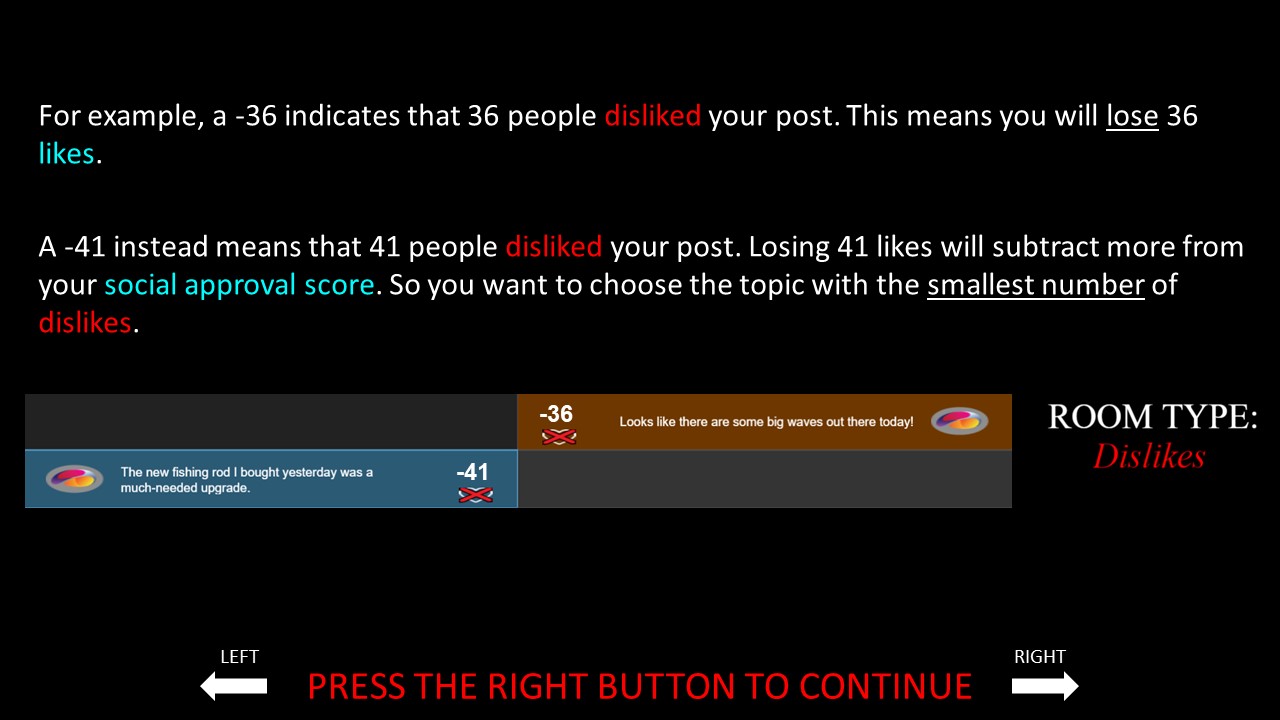 For example, a -36 indicates that 36 people disliked your post. This means you will lose 36
likes.
A -41 instead means that 41 people disliked your post. Losing 41 likes will subtract more from
your social approval score. So you want to choose the topic with the smallest number of
dislikes.
-36
Looks like there are some big waves out there today!
ROOM TYPE:
Dislikes
The new fishing rod I bought yesterday was a
much-needed upgrade.
-41
LEFT
RIGHT
PRESS THE RIGHT BUTTON TO CONTINUE